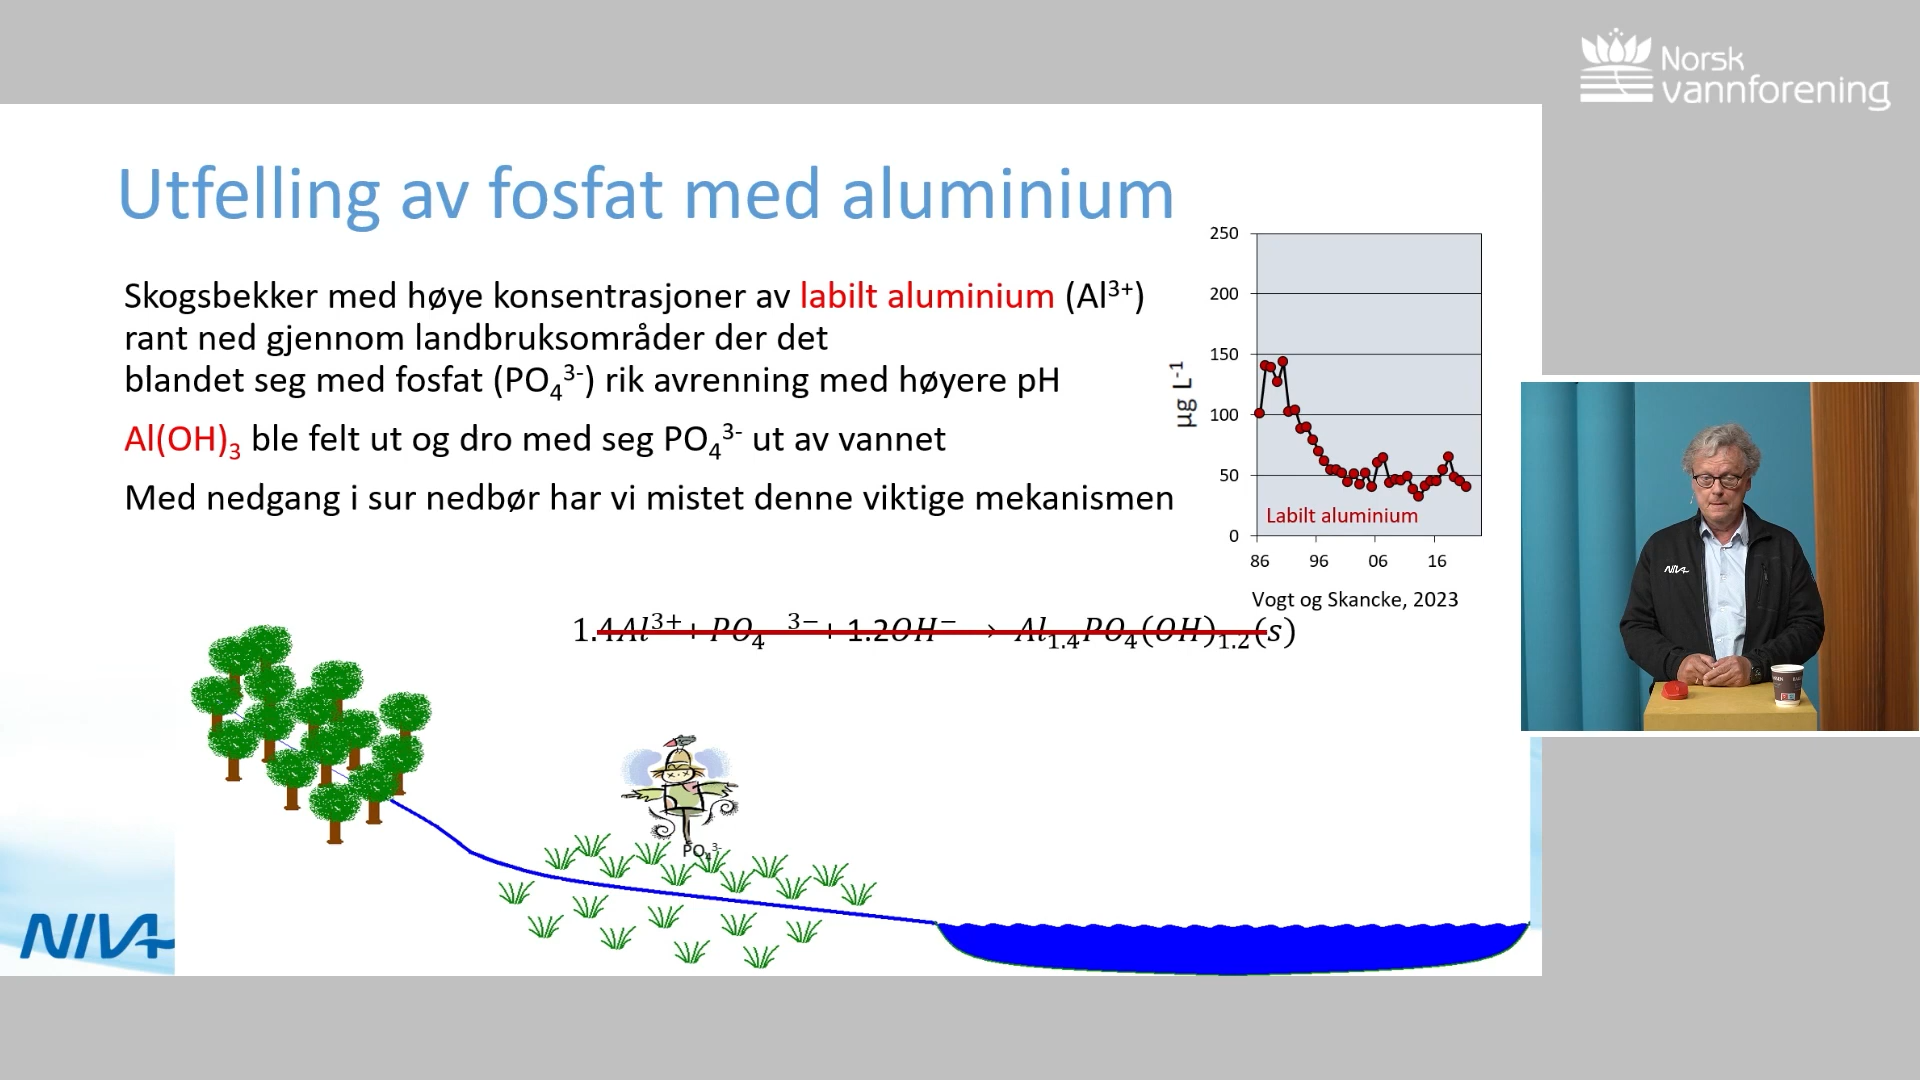 Norsk
vannforening
Utfelling av fosfat med aluminium
Skogsbekker med høye konsentrasjoner av labilt aluminium (Al³⁺)
rant ned gjennom landbruksområder der det
blandet seg med fosfat (PO₄³⁻) rik avrenning med høyere pH
Al(OH)₃ ble felt ut og dro med seg PO₄³⁻ ut av vannet
Med nedgang i sur nedbør har vi mistet denne viktige mekanismen
250
200
150
100
50
0
µg L⁻¹
Labilt aluminium
86 96 06 16
Vogt og Skancke, 2023
1.4Al³⁺ + PO₄³⁻ + 1.2OH⁻ → Al₁.₄PO₄(OH)₁.₂(s)
PO₄³⁻
NIVA
NIVA